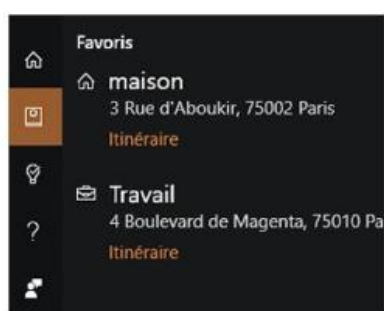 Favoris
maison
3 Rue d'Aboukir, 75002 Paris
Itinéraire
Travail
4 Boulevard de Magenta, 75010 Pa
Itinéraire
?